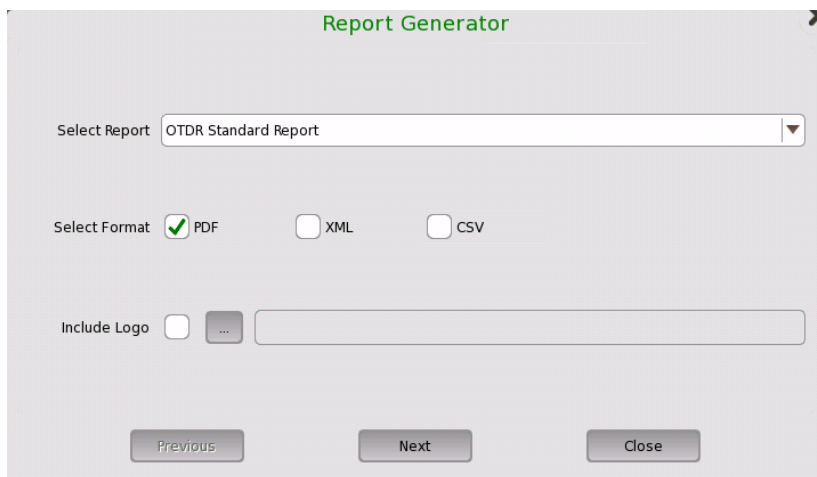 Report Generator
Select Report OTDR Standard Report
Select Format PDF XML CSV
Include Logo ...
Previous Next Close